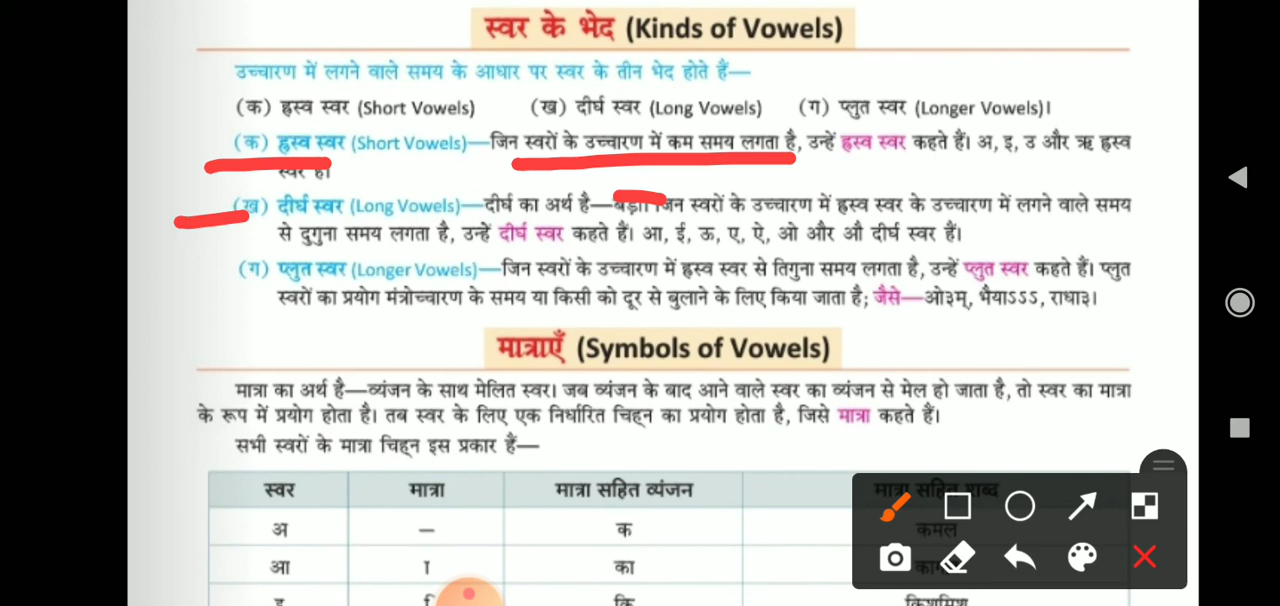 स्वर के भेद (Kinds of Vowels)
उच्चारण में लगने वाले समय के आधार पर स्वर के तीन भेद होते हैं—
(क) ह्रस्व स्वर (Short Vowels) (ख) दीर्घ स्वर (Long Vowels) (ग) प्लुत स्वर (Longer Vowels)।
(क) ह्रस्व स्वर (Short Vowels)—जिन स्वरों के उच्चारण में कम समय लगता है, उन्हें ह्रस्व स्वर कहते हैं। अ, इ, उ और ऋ ह्रस्व
स्वर हैं।
(ख) दीर्घ स्वर (Long Vowels)—दीर्घ का अर्थ है—बड़ा। जिन स्वरों के उच्चारण में ह्रस्व स्वर के उच्चारण में लगने वाले समय
से दुगुना समय लगता है, उन्हें दीर्घ स्वर कहते हैं। आ, ई, ऊ, ए, ऐ, ओ और औ दीर्घ स्वर हैं।
(ग) प्लुत स्वर (Longer Vowels)—जिन स्वरों के उच्चारण में ह्रस्व स्वर से तिगुना समय लगता है, उन्हें प्लुत स्वर कहते हैं। प्लुत
स्वरों का प्रयोग मंत्रोच्चारण के समय या किसी को दूर से बुलाने के लिए किया जाता है; जैसे—ओ३म्, भैयाऽऽऽ, राधा३।
मात्राएँ (Symbols of Vowels)
मात्रा का अर्थ है—व्यंजन के साथ मेलित स्वर। जब व्यंजन के बाद आने वाले स्वर का व्यंजन से मेल हो जाता है, तो स्वर का मात्रा
के रूप में प्रयोग होता है। तब स्वर के लिए एक निर्धारित चिह्न का प्रयोग होता है, जिसे मात्रा कहते हैं।
सभी स्वरों के मात्रा चिह्न इस प्रकार हैं—
स्वर मात्रा मात्रा सहित व्यंजन मात्रा सहित शब्द
अ — क कमल
आ ा का
इ ि कि किशमिश